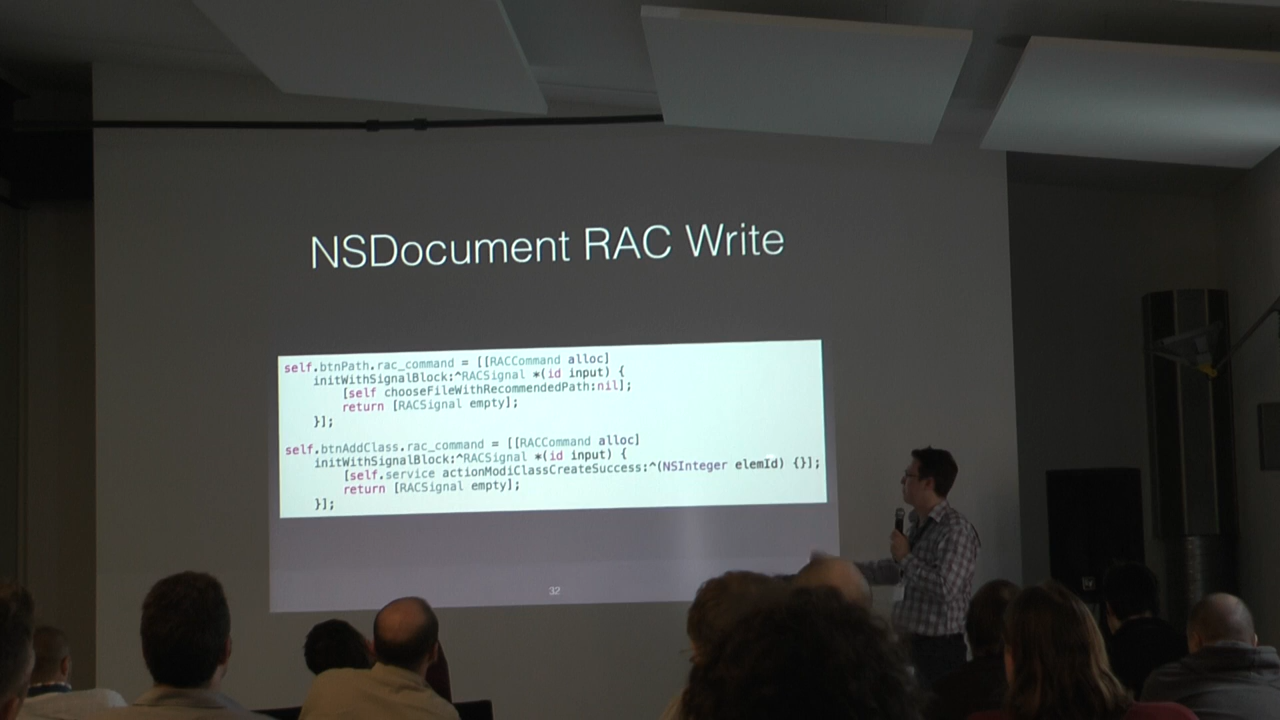 NSDocument RAC Write
self.btnPath.rac_command = [[RACCommand alloc]
    initWithSignalBlock:^RACSignal *(id input) {
        [self chooseFileWithRecommendedPath:nil];
        return [RACSignal empty];
    }];
self.btnAddClass.rac_command = [[RACCommand alloc]
    initWithSignalBlock:^RACSignal *(id input) {
        [self.service actionModiClassCreateSuccess:^(NSInteger elemId) {}];
        return [RACSignal empty];
    }];
32